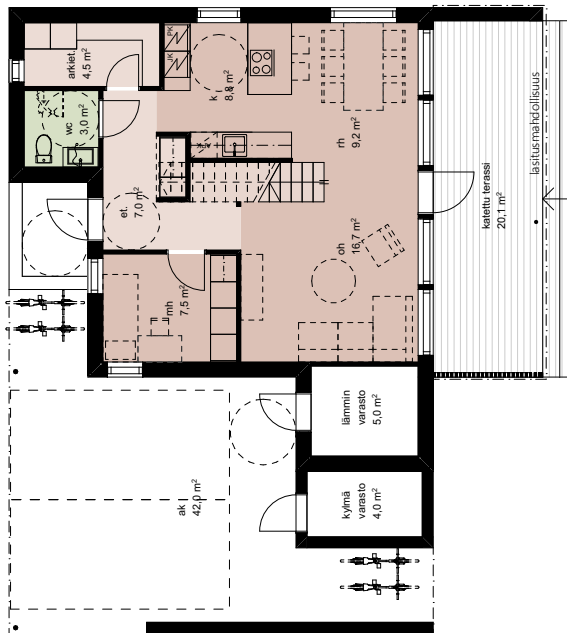 arkiet.
4,5 m²
PK
JK
k
8,8 m²
wc
3,0 m²
rh
9,2 m²
lasitusmahdollisuus
katettu terassi
20,1 m²
et.
7,0 m²
oh
16,7 m²
mh
7,5 m²
lämmin
varasto
5,0 m²
ak
42,0 m²
kylmä
varasto
4,0 m²